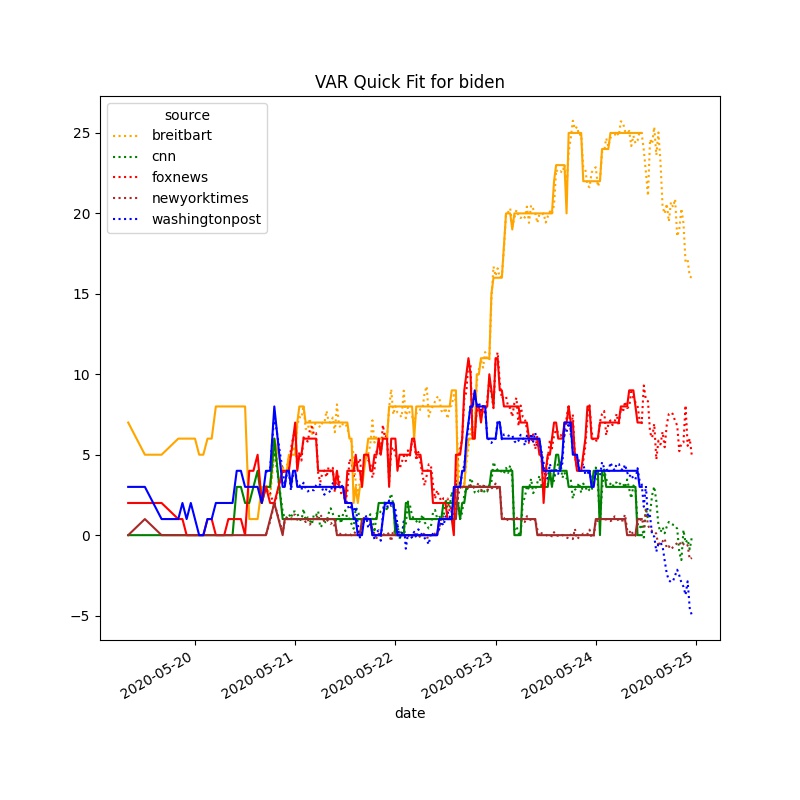 VAR Quick Fit for biden
source
breitbart
cnn
foxnews
newyorktimes
washingtonpost
25
20
15
10
5
0
−5
2020-05-20
2020-05-21
2020-05-22
2020-05-23
2020-05-24
2020-05-25
date